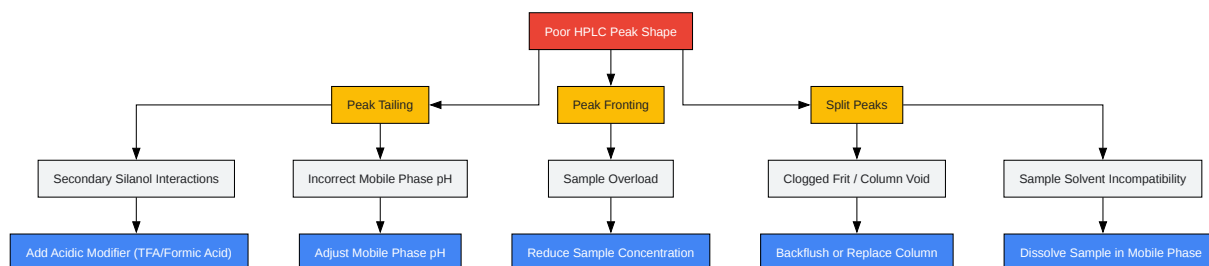 Poor HPLC Peak Shape
Peak Tailing
Peak Fronting
Split Peaks
Secondary Silanol Interactions
Incorrect Mobile Phase pH
Sample Overload
Clogged Frit / Column Void
Sample Solvent Incompatibility
Add Acidic Modifier (TFA/Formic Acid)
Adjust Mobile Phase pH
Reduce Sample Concentration
Backflush or Replace Column
Dissolve Sample in Mobile Phase